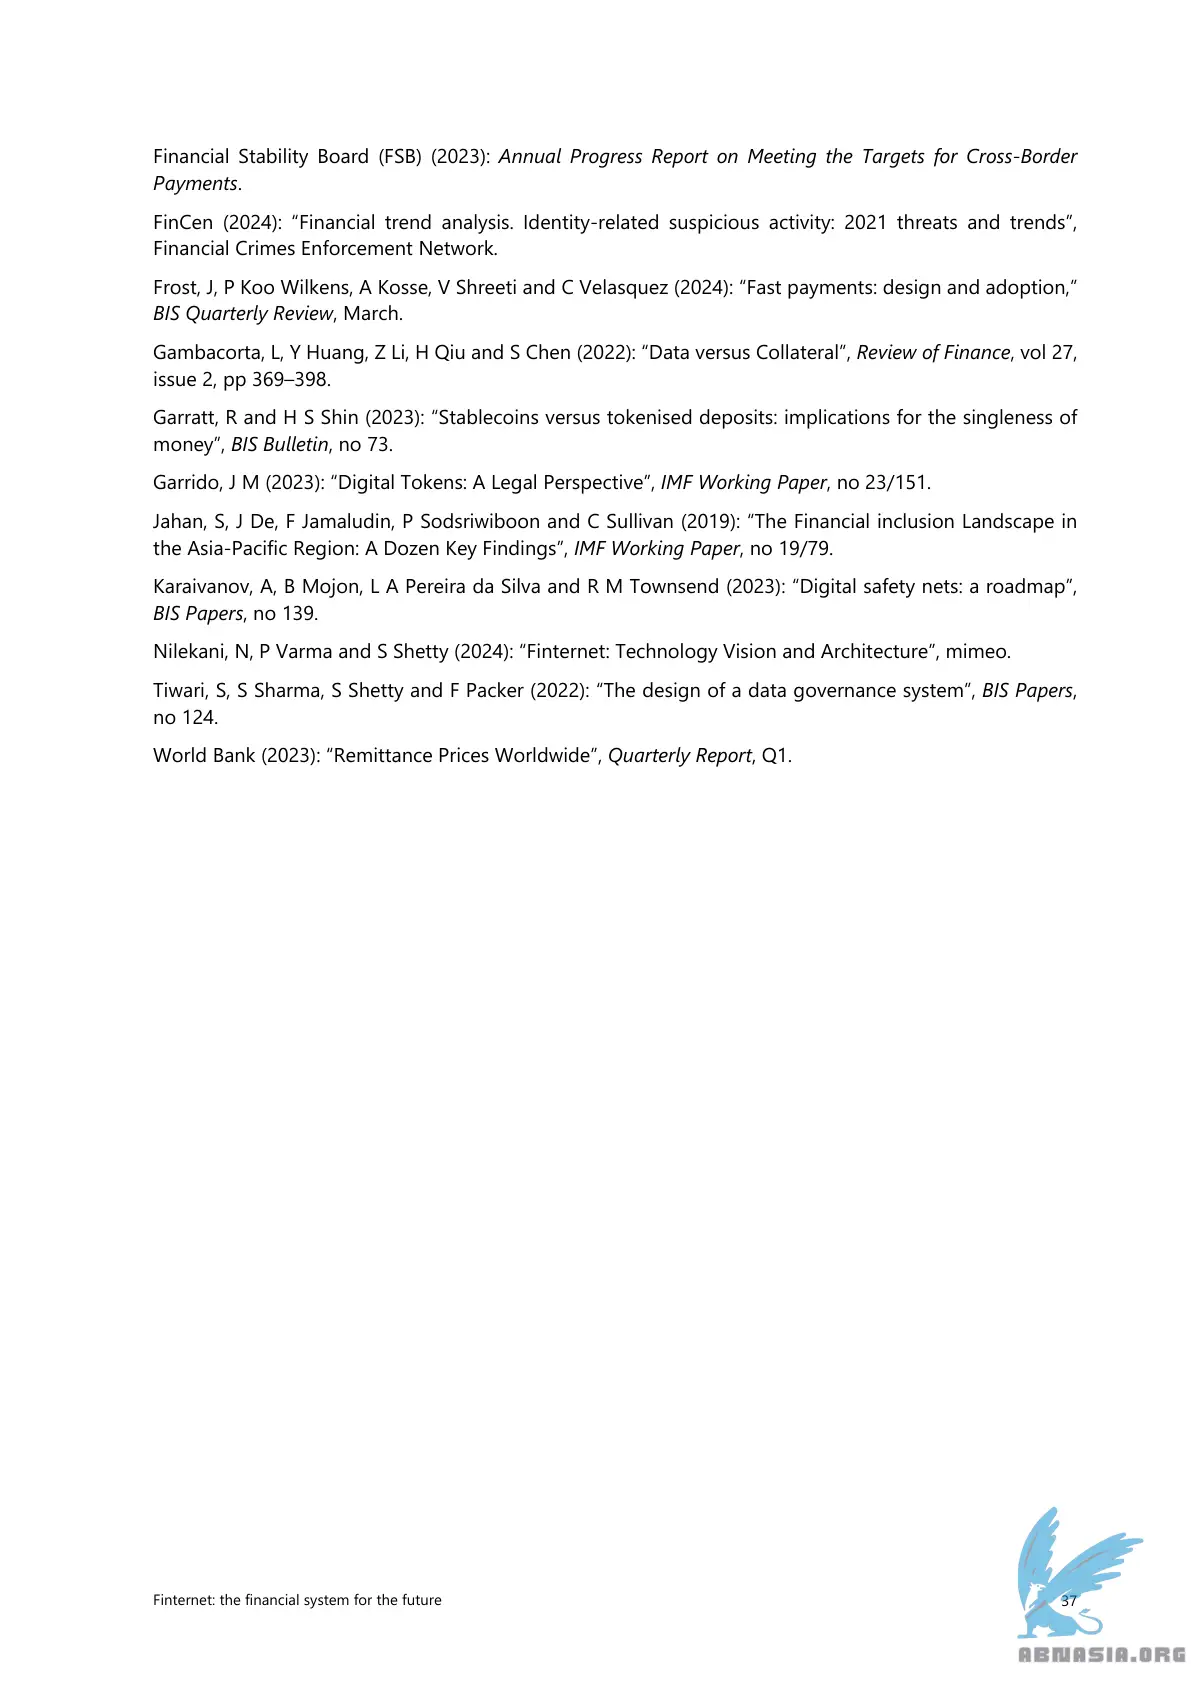 Financial Stability Board (FSB) (2023): Annual Progress Report on Meeting the Targets for Cross-Border
Payments.
FinCen (2024): “Financial trend analysis. Identity-related suspicious activity: 2021 threats and trends”,
Financial Crimes Enforcement Network.
Frost, J, P Koo Wilkens, A Kosse, V Shreeti and C Velasquez (2024): “Fast payments: design and adoption,”
BIS Quarterly Review, March.
Gambacorta, L, Y Huang, Z Li, H Qiu and S Chen (2022): “Data versus Collateral”, Review of Finance, vol 27,
issue 2, pp 369–398.
Garratt, R and H S Shin (2023): “Stablecoins versus tokenised deposits: implications for the singleness of
money”, BIS Bulletin, no 73.
Garrido, J M (2023): “Digital Tokens: A Legal Perspective”, IMF Working Paper, no 23/151.
Jahan, S, J De, F Jamaludin, P Sodsriwiboon and C Sullivan (2019): “The Financial inclusion Landscape in
the Asia-Pacific Region: A Dozen Key Findings”, IMF Working Paper, no 19/79.
Karaivanov, A, B Mojon, L A Pereira da Silva and R M Townsend (2023): “Digital safety nets: a roadmap”,
BIS Papers, no 139.
Nilekani, N, P Varma and S Shetty (2024): “Finternet: Technology Vision and Architecture”, mimeo.
Tiwari, S, S Sharma, S Shetty and F Packer (2022): “The design of a data governance system”, BIS Papers,
no 124.
World Bank (2023): “Remittance Prices Worldwide”, Quarterly Report, Q1.
Finternet: the financial system for the future
37
ABNASIA.ORG